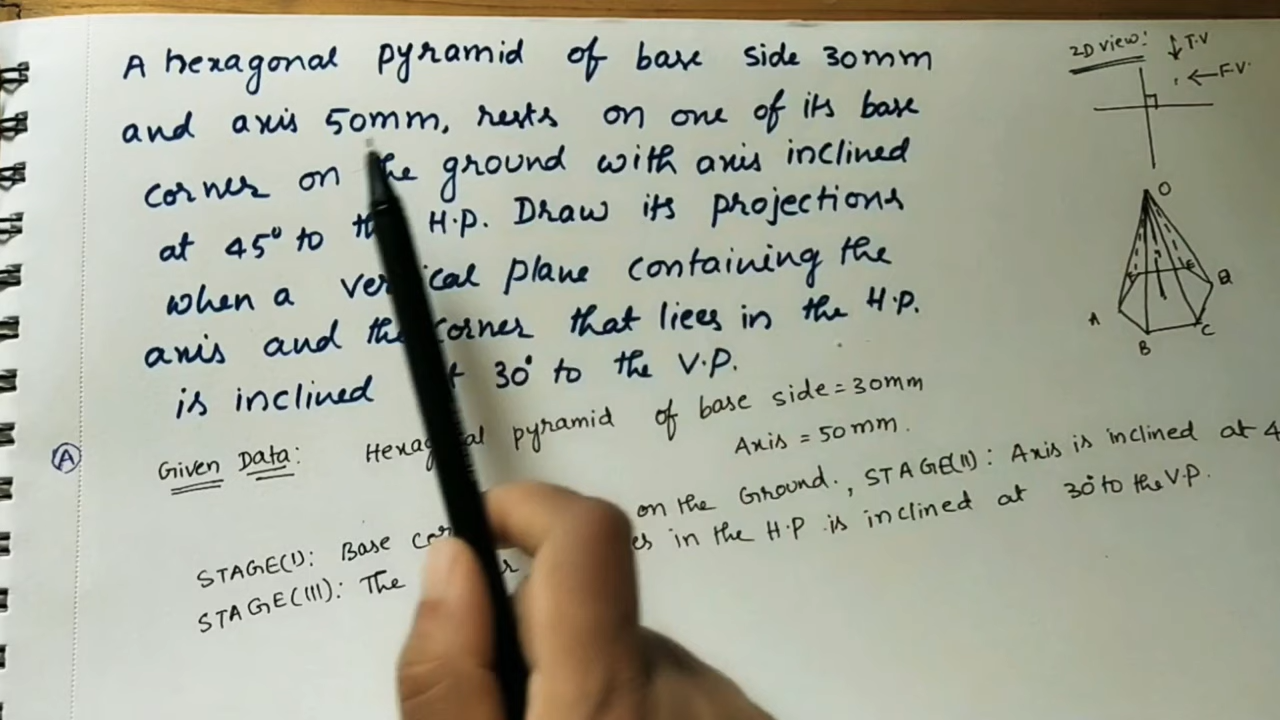 A hexagonal pyramid of base side 30mm
and axis 50mm, rests on one of its base
corner on the ground with axis inclined
at 45° to H.P. Draw its projections
when a plane containing the
axis and the corner that liees in the H.P.
is inclined 30° to the V.P.
2D view:
T.V
F.V.
O
A
B
C
A
Given Data: Hexagonal pyramid of base side = 30mm
Axis = 50mm.
STAGE(I): Base on the Ground., STAGE(II): Axis is inclined at
STAGE(III): The in the H.P is inclined at 30° to the V.P.